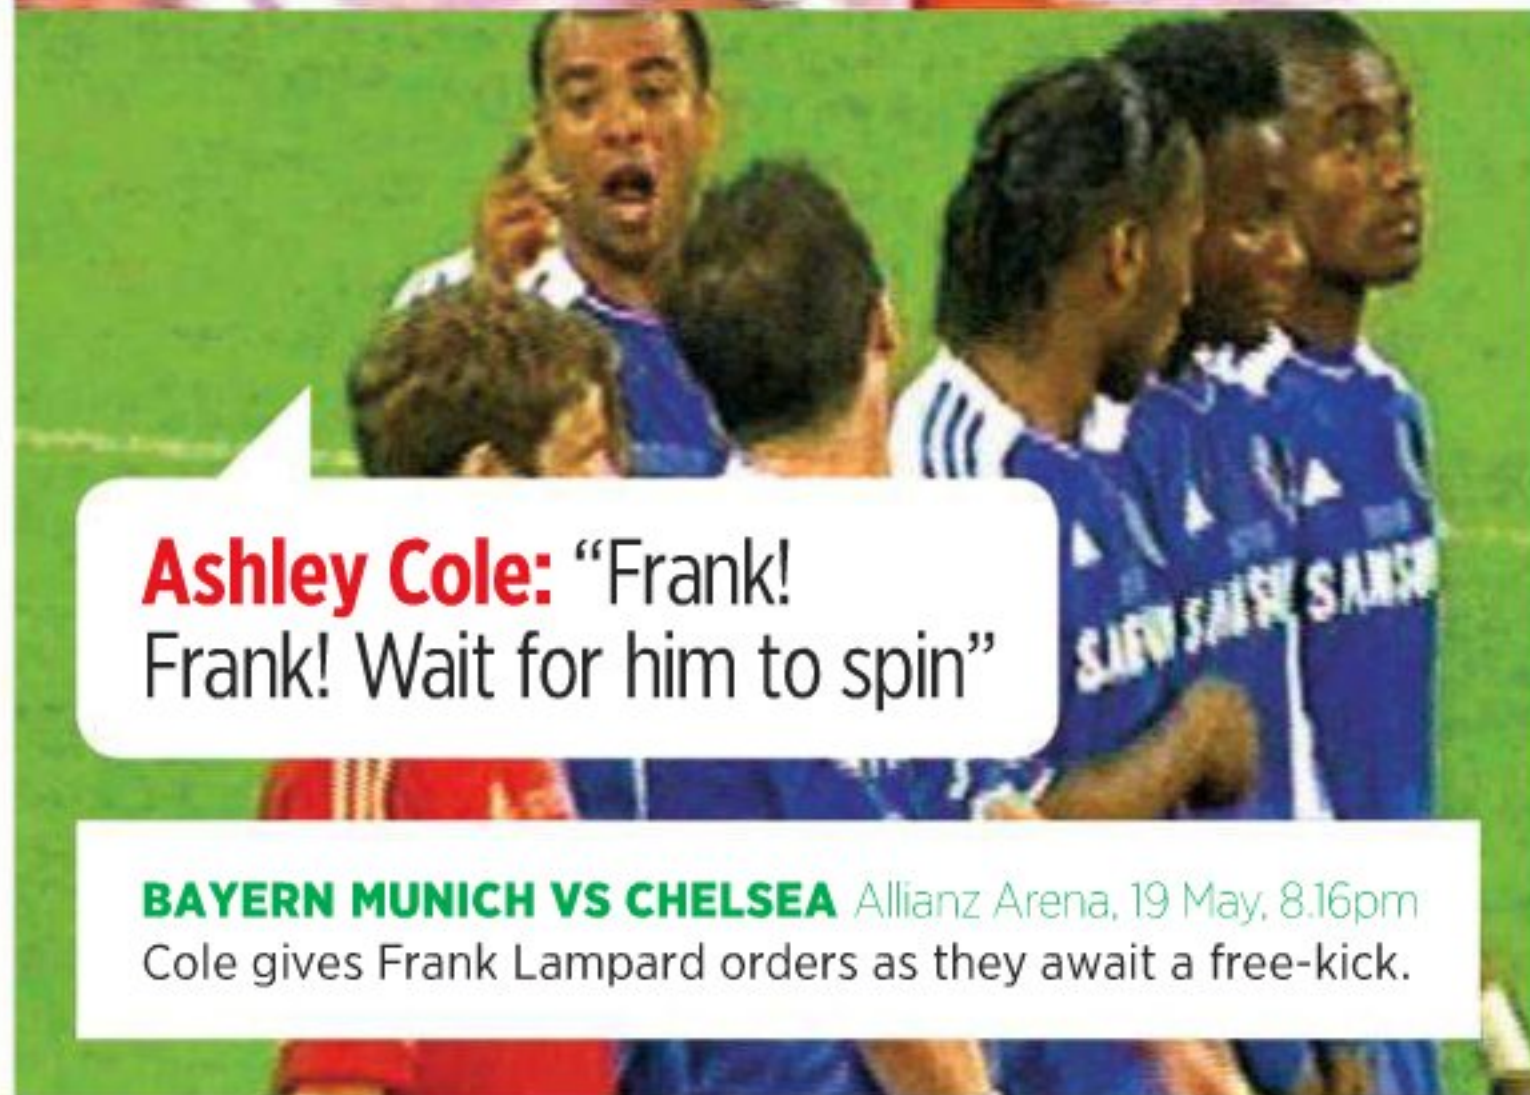 Ashley Cole: “Frank!
Frank! Wait for him to spin”
SAMSU
BAYERN MUNICH VS CHELSEA Allianz Arena, 19 May, 8.16pm
Cole gives Frank Lampard orders as they await a free-kick.